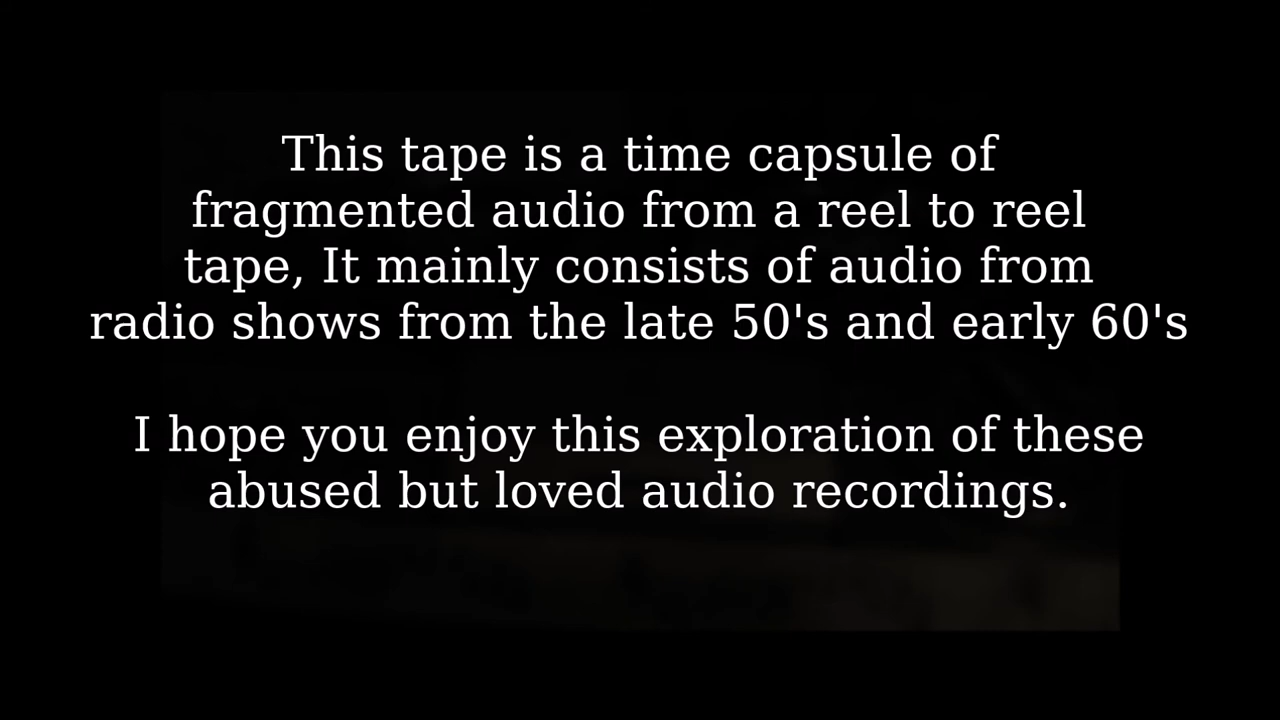 This tape is a time capsule of
fragmented audio from a reel to reel
tape, It mainly consists of audio from
radio shows from the late 50's and early 60's
I hope you enjoy this exploration of these
abused but loved audio recordings.